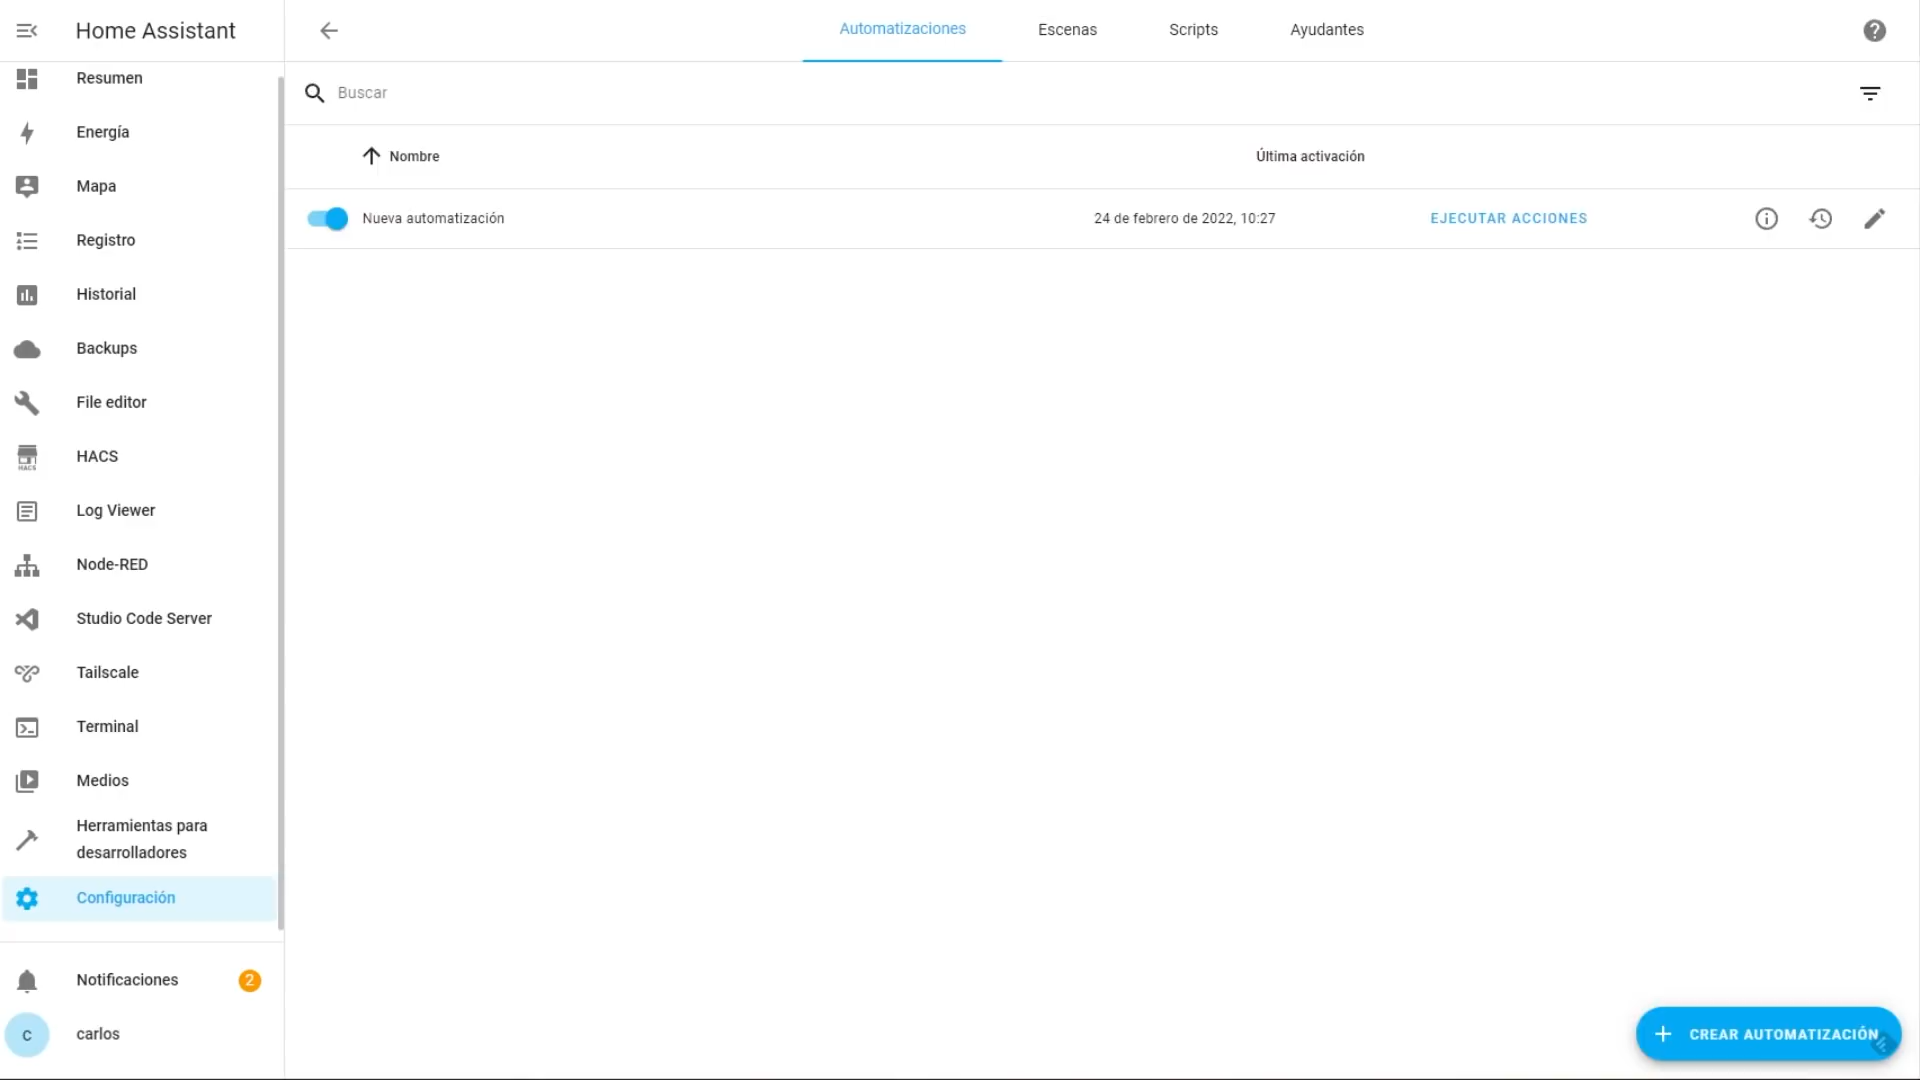 Home Assistant
Automatizaciones
Escenas
Scripts
Ayudantes
Resumen
Buscar
Energía
Nombre
Última activación
Mapa
Nueva automatización
24 de febrero de 2022, 10:27
EJECUTAR ACCIONES
Registro
Historial
Backups
File editor
HACS
HACS
Log Viewer
Node-RED
Studio Code Server
Tailscale
Terminal
Medios
Herramientas para
desarrolladores
Configuración
Notificaciones
2
c
carlos
CREAR AUTOMATIZACIÓN